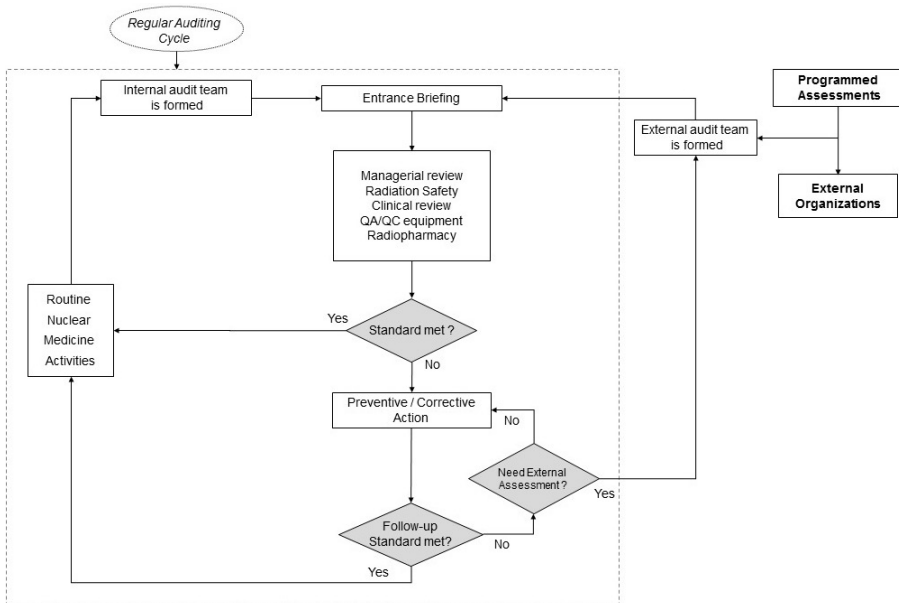 Regular Auditing
Cycle
Internal audit team
is formed
Entrance Briefing
Programmed
Assessments
External audit team
is formed
External
Organizations
Managerial review
Radiation Safety
Clinical review
QA/QC equipment
Radiopharmacy
Routine
Nuclear
Medicine
Activities
Yes
Standard met ?
No
Preventive / Corrective
Action
No
Need External
Assessment ?
Yes
Follow-up
Standard met?
No
Yes